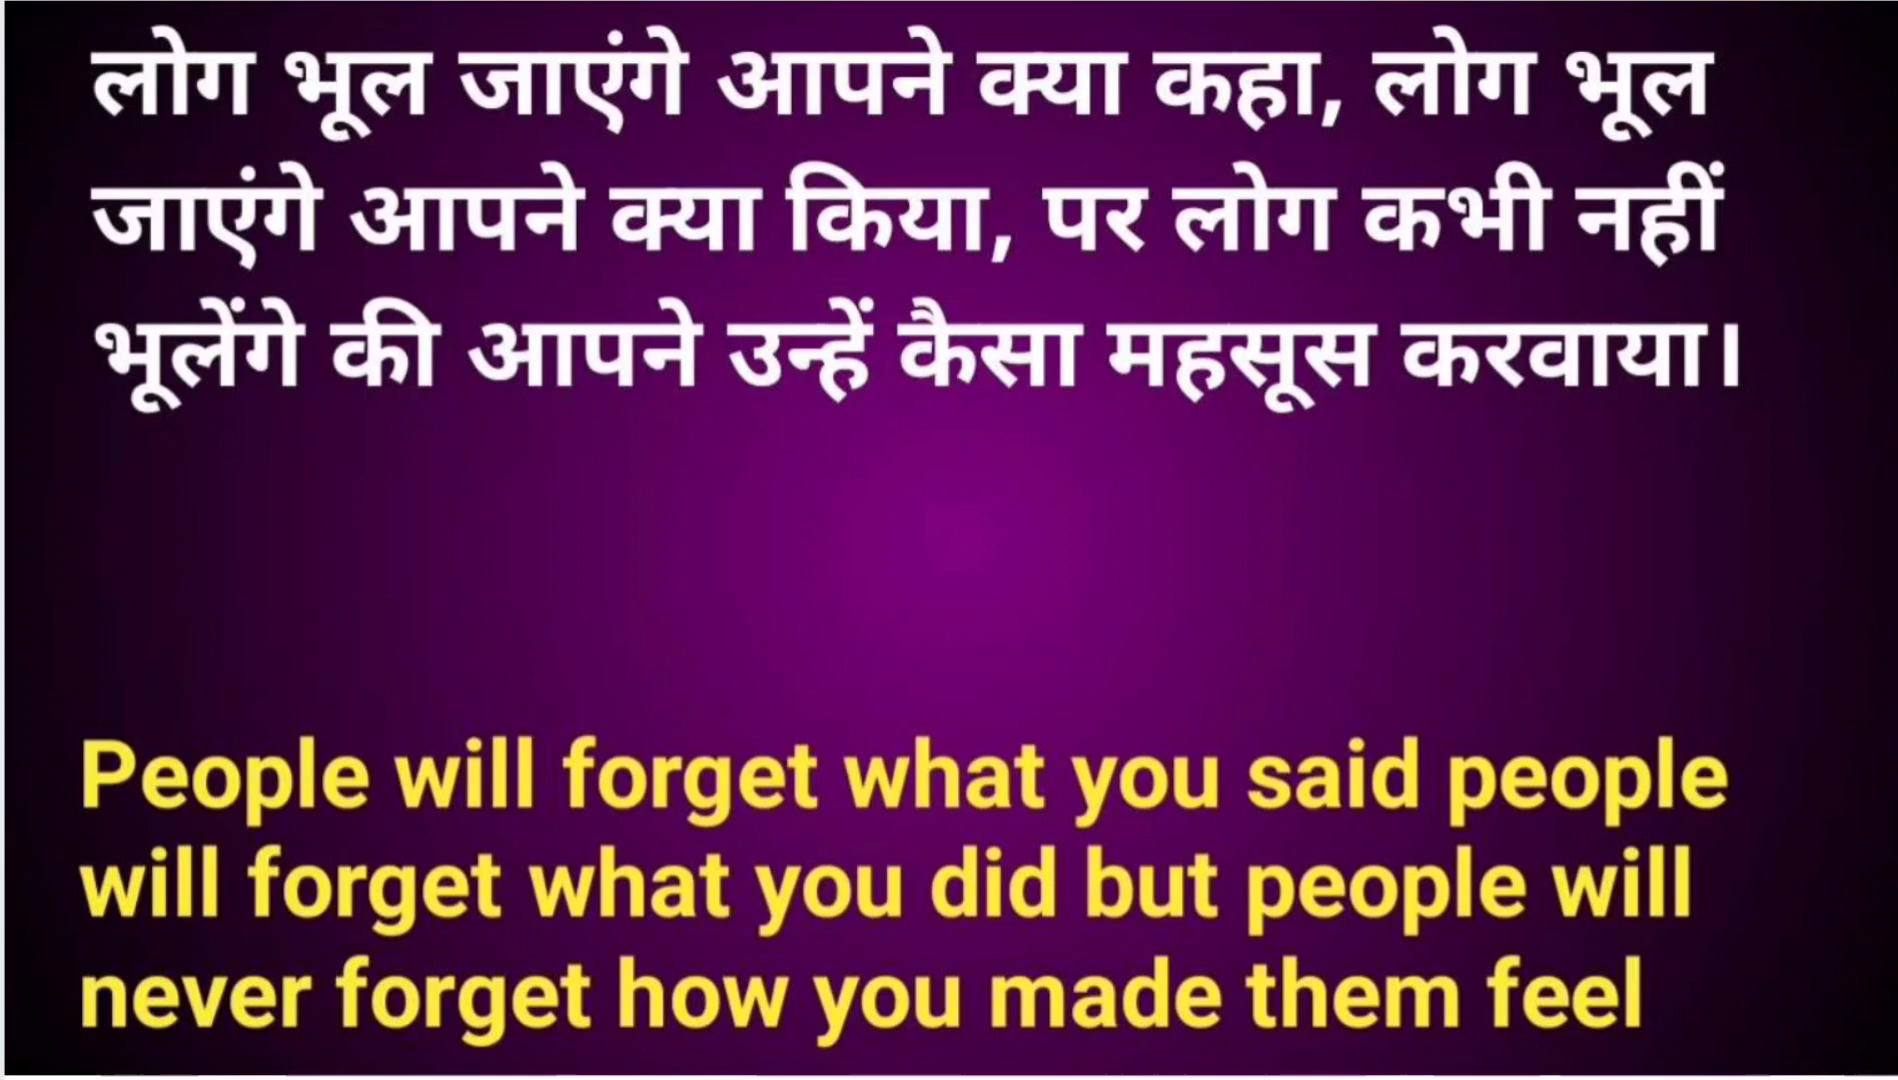 लोग भूल जाएंगे आपने क्या कहा, लोग भूल
जाएंगे आपने क्या किया, पर लोग कभी नहीं
भूलेंगे की आपने उन्हें कैसा महसूस करवाया।
People will forget what you said people
will forget what you did but people will
never forget how you made them feel